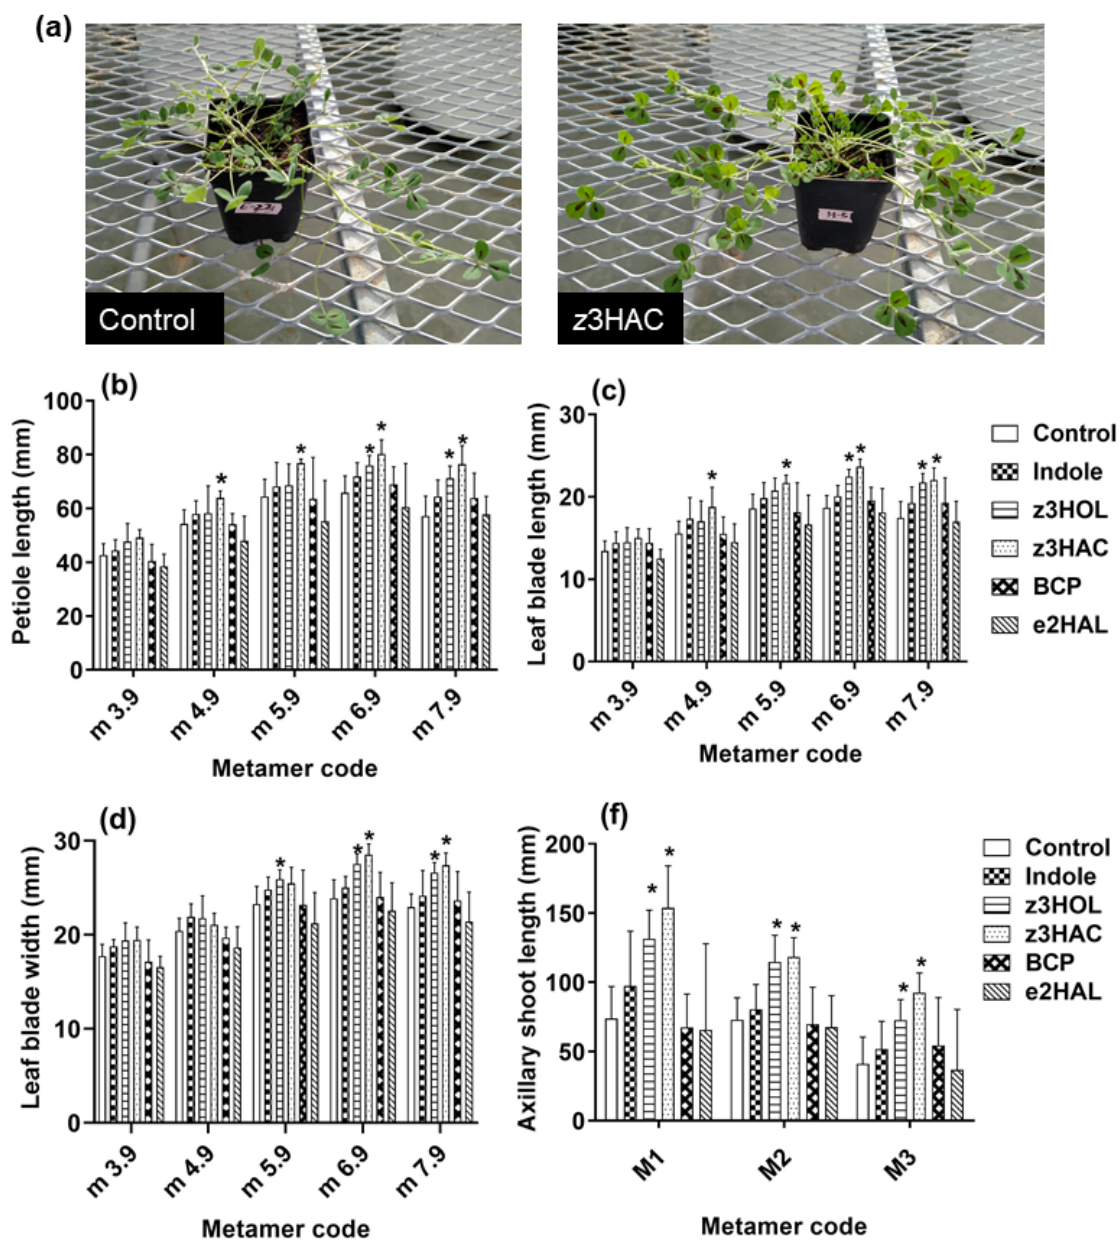 (a)
Control
z3HAC
(b)
Petiole length (mm)
100
80
60
40
20
0
m 3.9
m 4.9
m 5.9
m 6.9
m 7.9
Metamer code
(c)
Leaf blade length (mm)
30
20
10
0
m 3.9
m 4.9
m 5.9
m 6.9
m 7.9
Metamer code
Control
Indole
z3HOL
z3HAC
BCP
e2HAL
(d)
Leaf blade width (mm)
30
20
10
0
m 3.9
m 4.9
m 5.9
m 6.9
m 7.9
Metamer code
(f)
Axillary shoot length (mm)
200
150
100
50
0
M1
M2
M3
Metamer code
Control
Indole
z3HOL
z3HAC
BCP
e2HAL